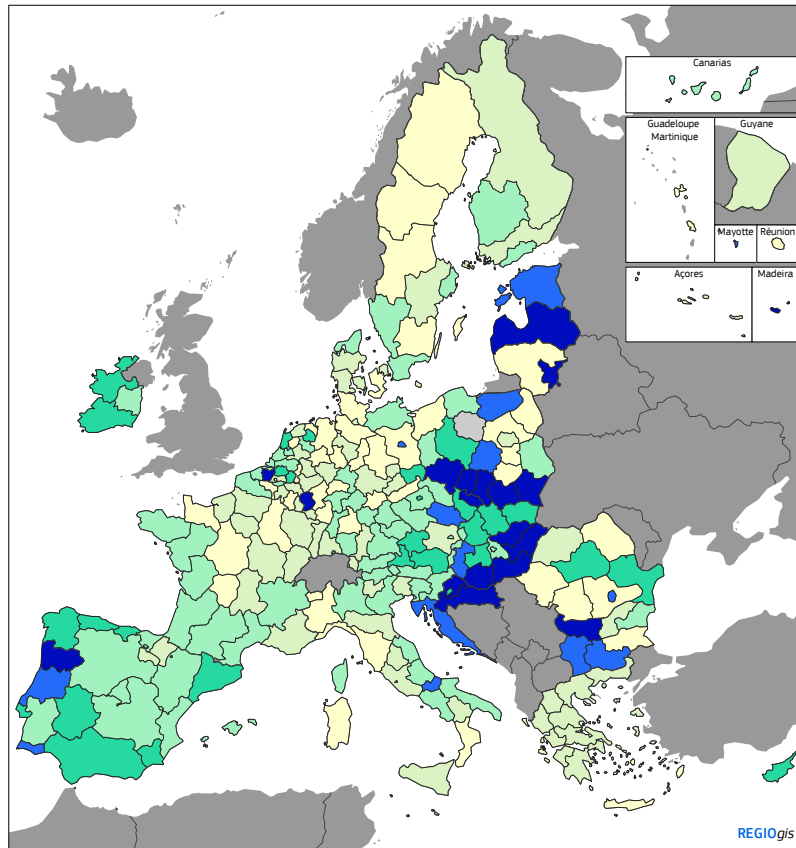 Canarias
Guadeloupe
Martinique
Guyane
Mayotte
Réunion
Açores
Madeira
REGIOgis